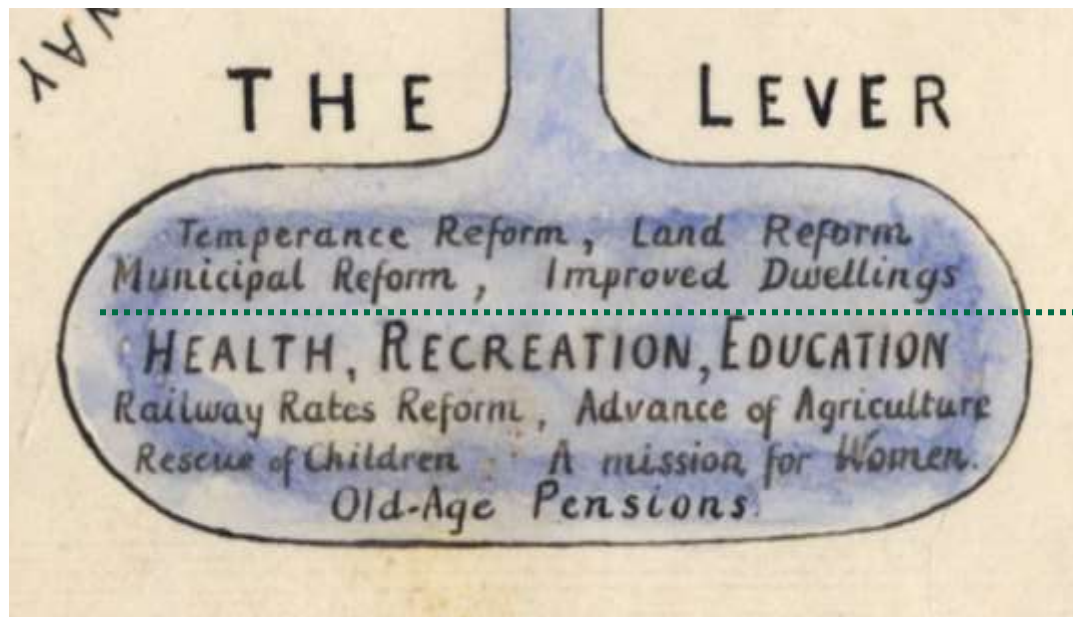 WAY
THE LEVER
Temperance Reform, Land Reform
Municipal Reform, Improved Dwellings
HEALTH, RECREATION, EDUCATION
Railway Rates Reform, Advance of Agriculture
Rescue of Children A mission for Women.
Old-Age Pensions.